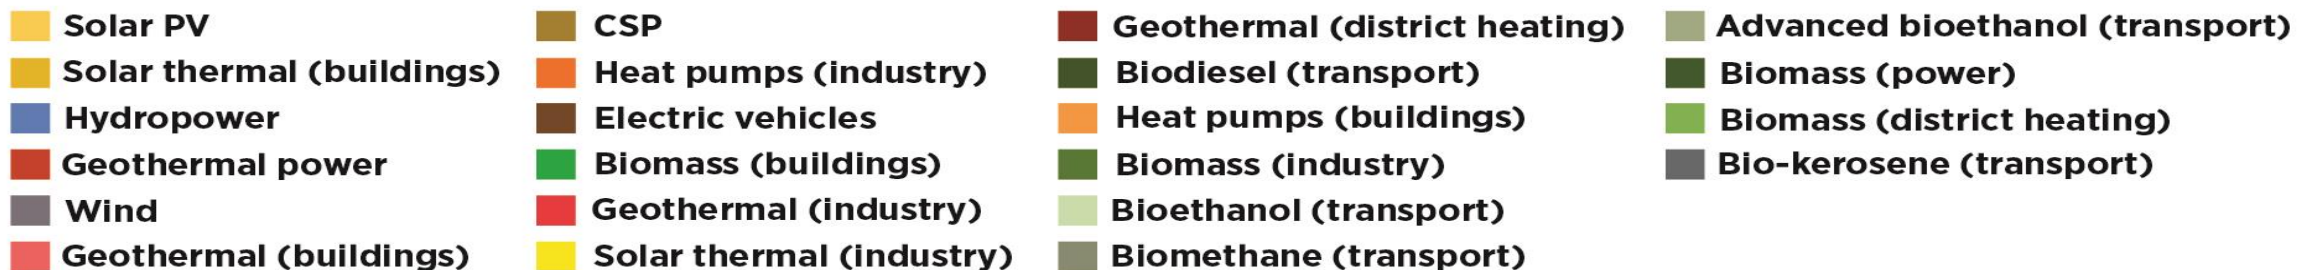 Solar PV
Solar thermal (buildings)
Hydropower
Geothermal power
Wind
Geothermal (buildings)
CSP
Heat pumps (industry)
Electric vehicles
Biomass (buildings)
Geothermal (industry)
Solar thermal (industry)
Geothermal (district heating)
Biodiesel (transport)
Heat pumps (buildings)
Biomass (industry)
Bioethanol (transport)
Biomethane (transport)
Advanced bioethanol (transport)
Biomass (power)
Biomass (district heating)
Bio-kerosene (transport)